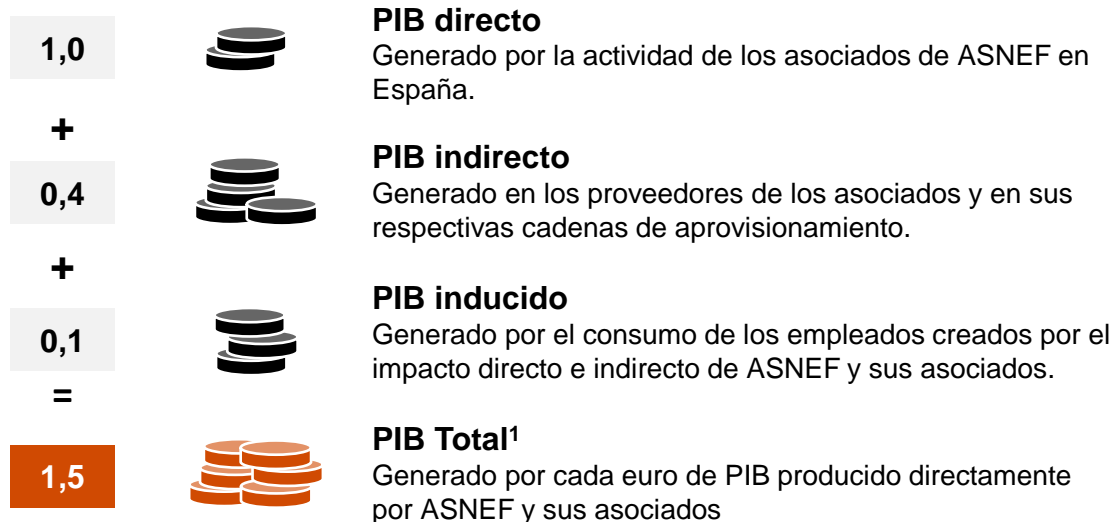 1,0
PIB directo
Generado por la actividad de los asociados de ASNEF en
España.
+
0,4
PIB indirecto
Generado en los proveedores de los asociados y en sus
respectivas cadenas de aprovisionamiento.
+
0,1
PIB inducido
Generado por el consumo de los empleados creados por el
impacto directo e indirecto de ASNEF y sus asociados.
=
1,5
PIB Total¹
Generado por cada euro de PIB producido directamente
por ASNEF y sus asociados